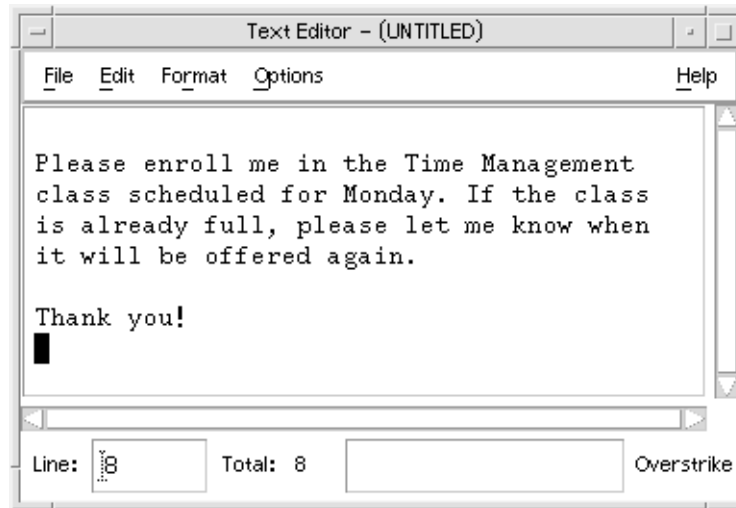 Text Editor – (UNTITLED)
File Edit Format Options Help
Please enroll me in the Time Management
class scheduled for Monday. If the class
is already full, please let me know when
it will be offered again.
Thank you!
Line: 8 Total: 8 Overstrike